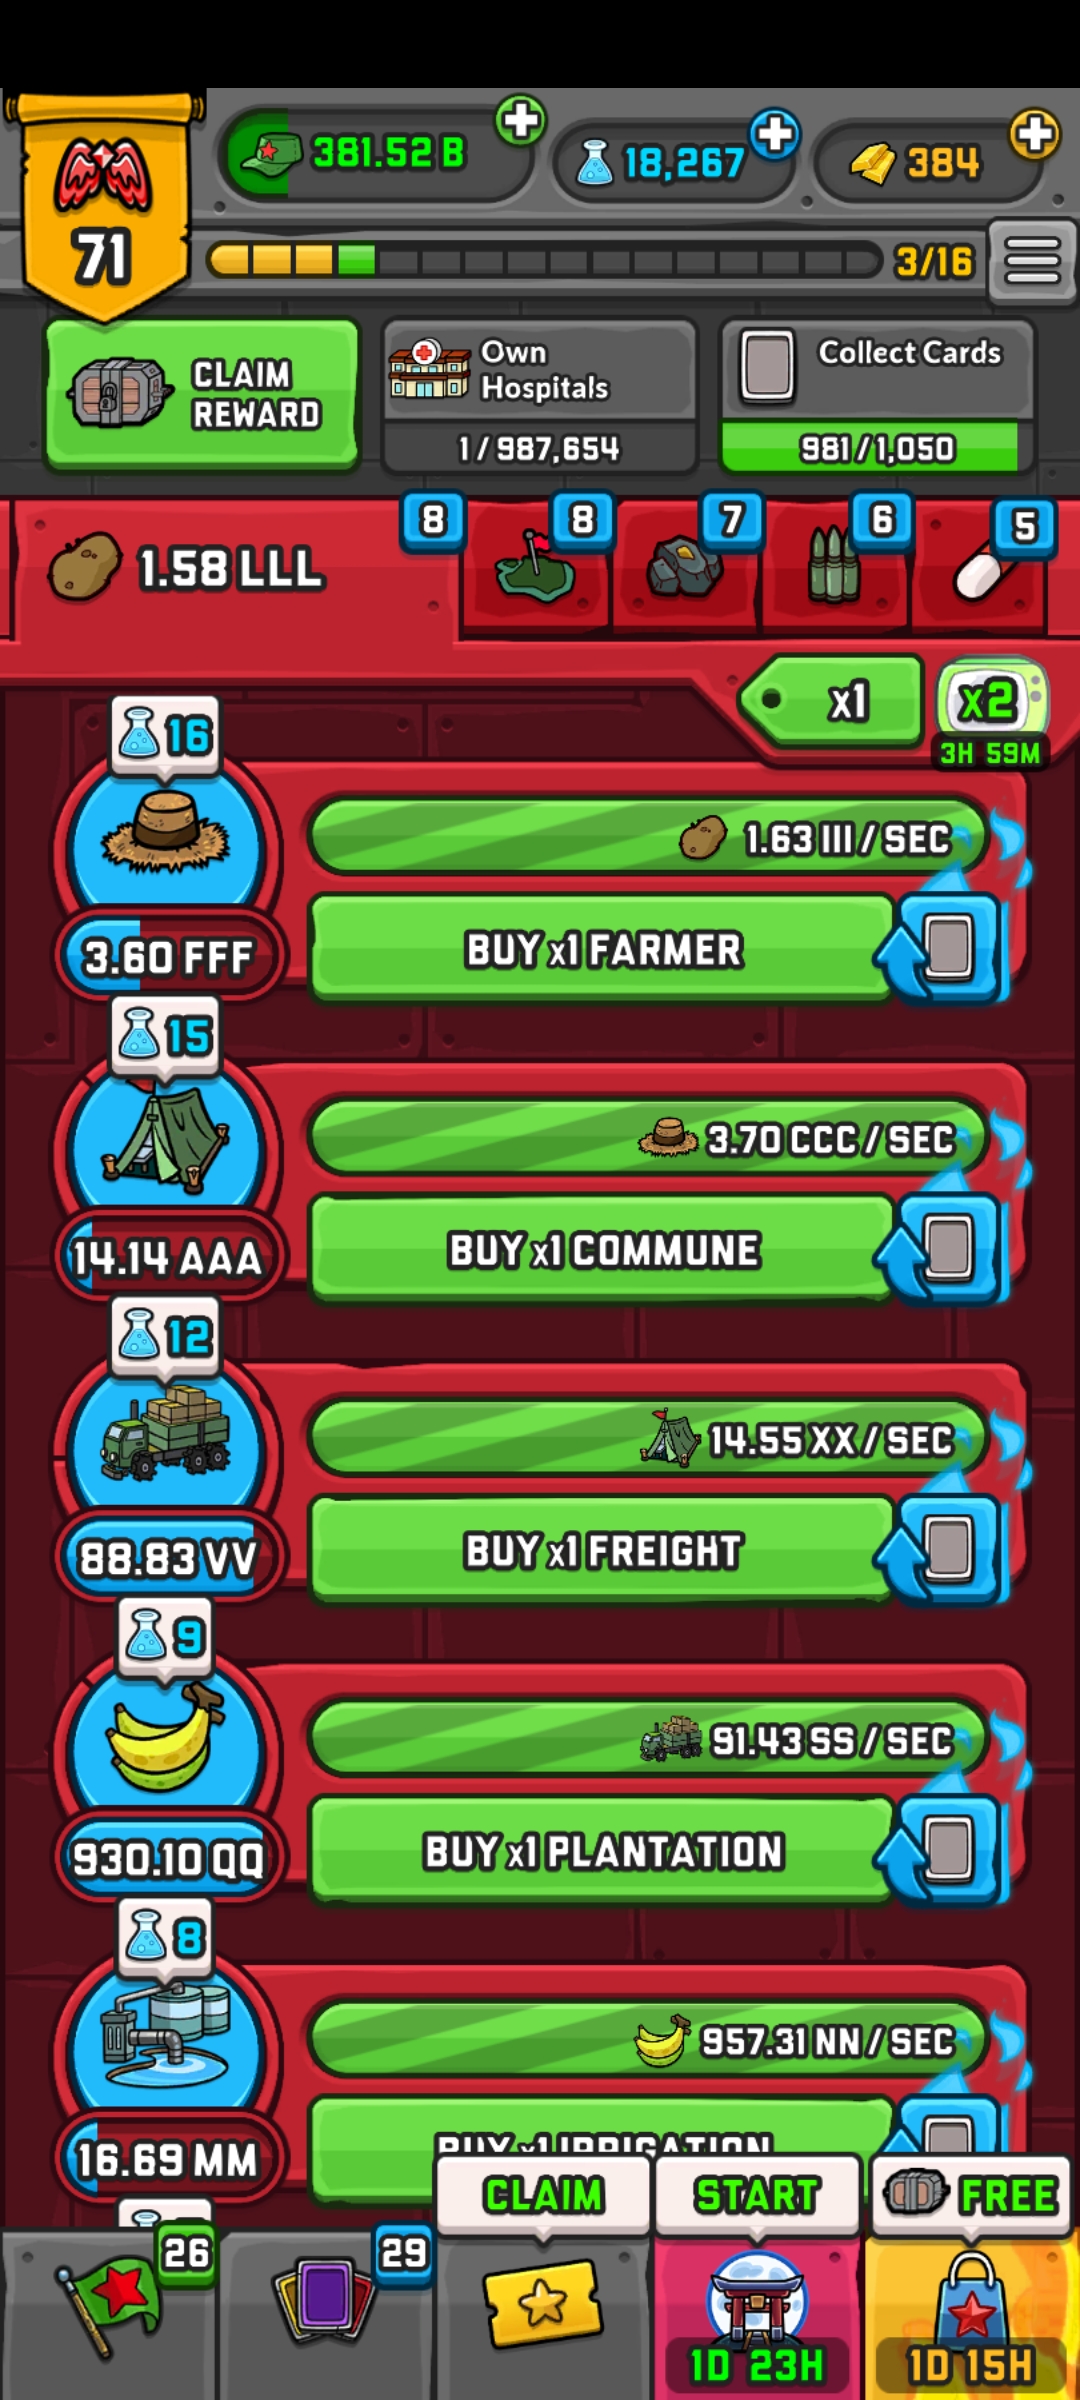 381.52 B
18,267
384
71
3/16
CLAIM
REWARD
Own
Hospitals
1 / 987,654
Collect Cards
981 / 1,050
1.58 LLL
8
8
7
6
5
x1
x2
3H 59M
16
1.63 III / SEC
3.60 FFF
BUY x1 FARMER
15
3.70 CCC / SEC
14.14 AAA
BUY x1 COMMUNE
12
14.55 XX / SEC
88.83 VV
BUY x1 FREIGHT
9
91.43 SS / SEC
930.10 QQ
BUY x1 PLANTATION
8
957.31 NN / SEC
16.69 MM
BUY x1 IRRIGATION
CLAIM
START
FREE
26
29
1D 23H
1D 15H